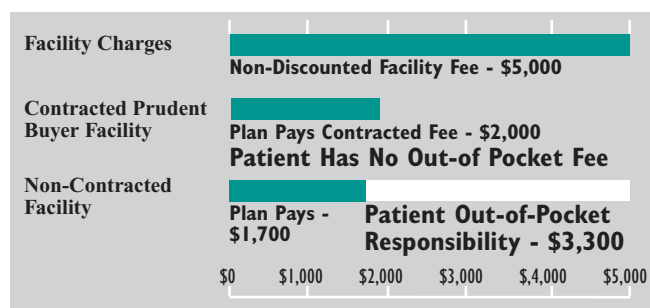 Facility Charges
Non-Discounted Facility Fee - $5,000
Contracted Prudent
Buyer Facility
Plan Pays Contracted Fee - $2,000
Patient Has No Out-of Pocket Fee
Non-Contracted
Facility
Plan Pays -
$1,700
Patient Out-of-Pocket
Responsibility - $3,300
$0 $1,000 $2,000 $3,000 $,4,000 $5,000